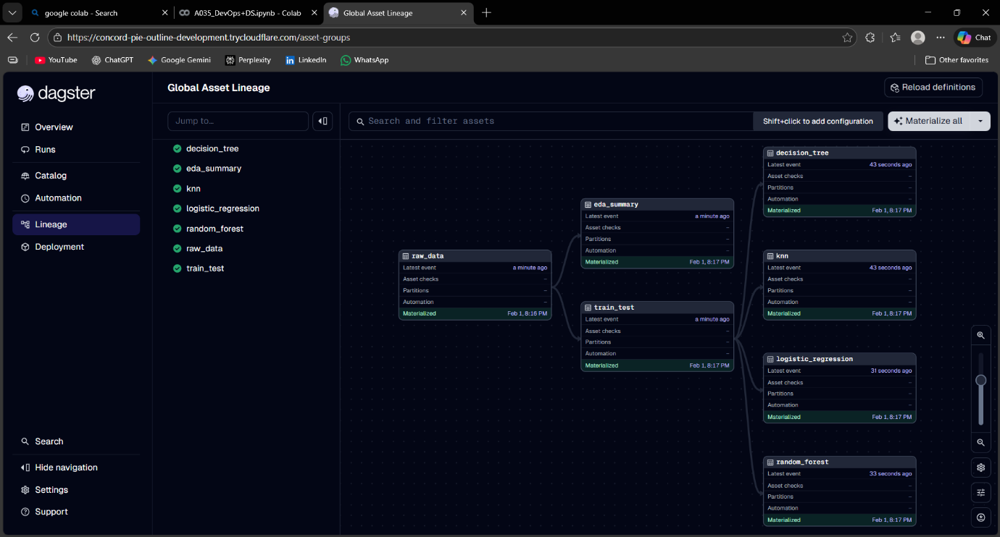 google colab - Search
A035_DevOps+DS.ipynb - Colab
Global Asset Lineage
https://concord-pie-outline-development.trycloudflare.com/asset-groups
Chat
YouTube
ChatGPT
Google Gemini
Perplexity
LinkedIn
WhatsApp
Other favorites
dagster
Overview
Runs
Catalog
Automation
Lineage
Deployment
Search
Hide navigation
Settings
Support
Global Asset Lineage
Reload definitions
Jump to...
Search and filter assets
Shift+click to add configuration
Materialize all
decision_tree
eda_summary
knn
logistic_regression
random_forest
raw_data
train_test
raw_data
Latest event a minute ago
Asset checks –
Partitions –
Automation –
Materialized Feb 1, 8:16 PM
eda_summary
Latest event a minute ago
Asset checks –
Partitions –
Automation –
Materialized Feb 1, 8:17 PM
train_test
Latest event a minute ago
Asset checks –
Partitions –
Automation –
Materialized Feb 1, 8:17 PM
decision_tree
Latest event 43 seconds ago
Asset checks –
Partitions –
Automation –
Materialized Feb 1, 8:17 PM
knn
Latest event 43 seconds ago
Asset checks –
Partitions –
Automation –
Materialized Feb 1, 8:17 PM
logistic_regression
Latest event 31 seconds ago
Asset checks –
Partitions –
Automation –
Materialized Feb 1, 8:17 PM
random_forest
Latest event 33 seconds ago
Asset checks –
Partitions –
Automation –
Materialized Feb 1, 8:17 PM